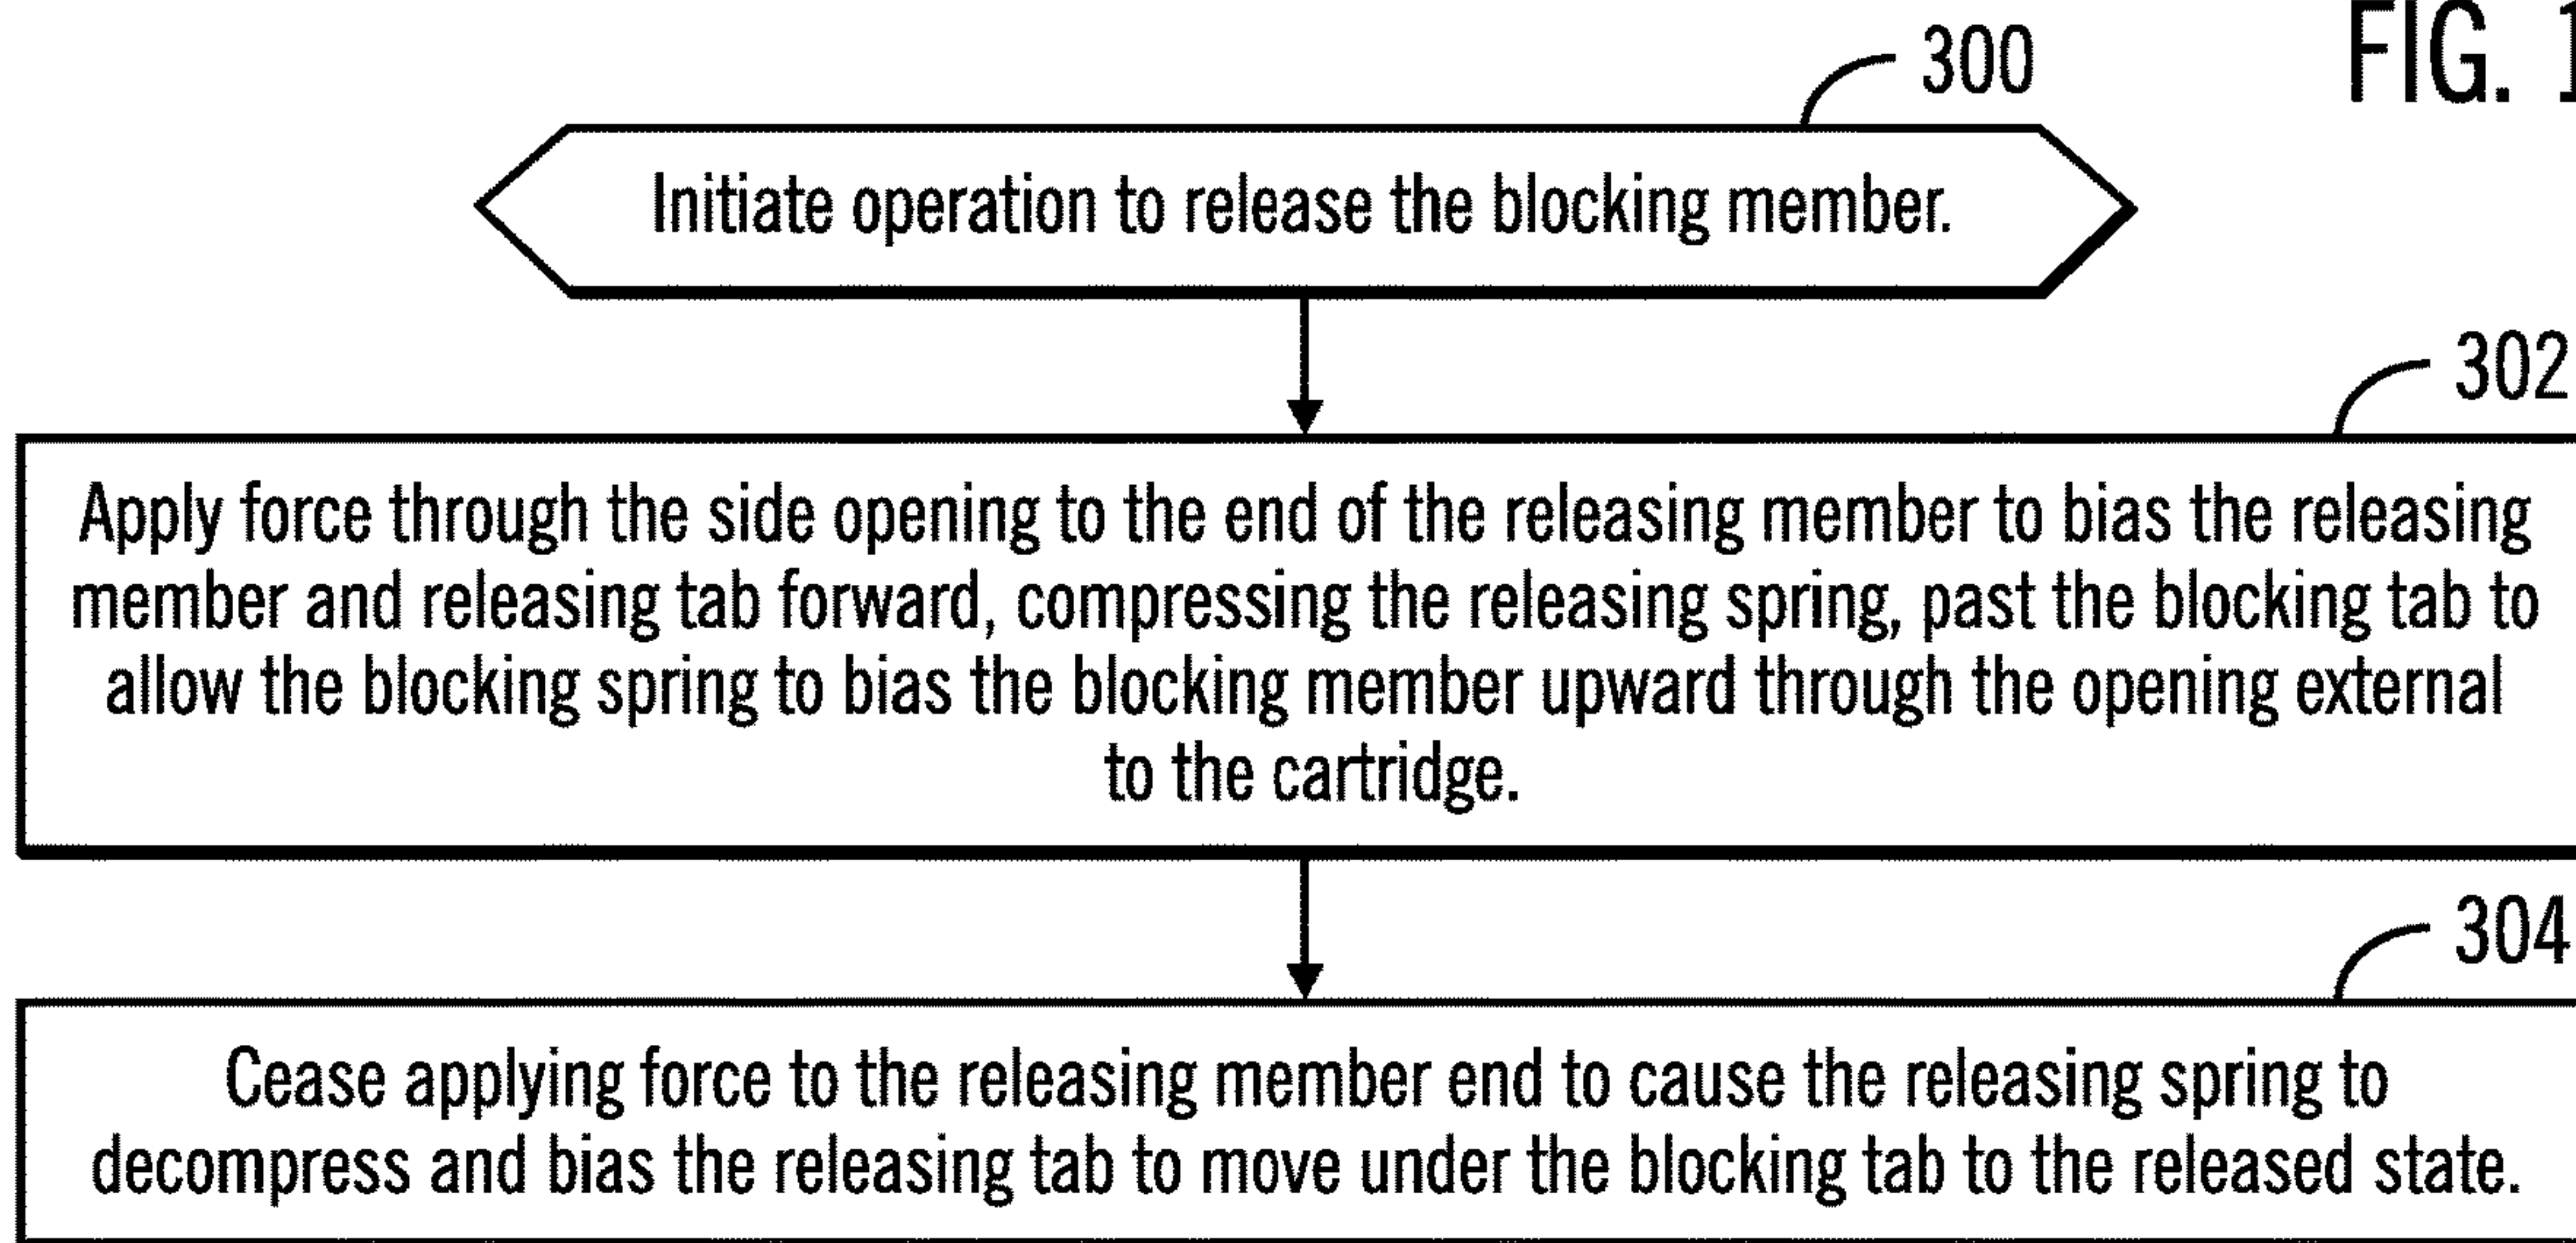 FIG. 1
300
Initiate operation to release the blocking member.
302
Apply force through the side opening to the end of the releasing member to bias the releasing
member and releasing tab forward, compressing the releasing spring, past the blocking tab to
allow the blocking spring to bias the blocking member upward through the opening external
to the cartridge.
304
Cease applying force to the releasing member end to cause the releasing spring to
decompress and bias the releasing tab to move under the blocking tab to the released state.